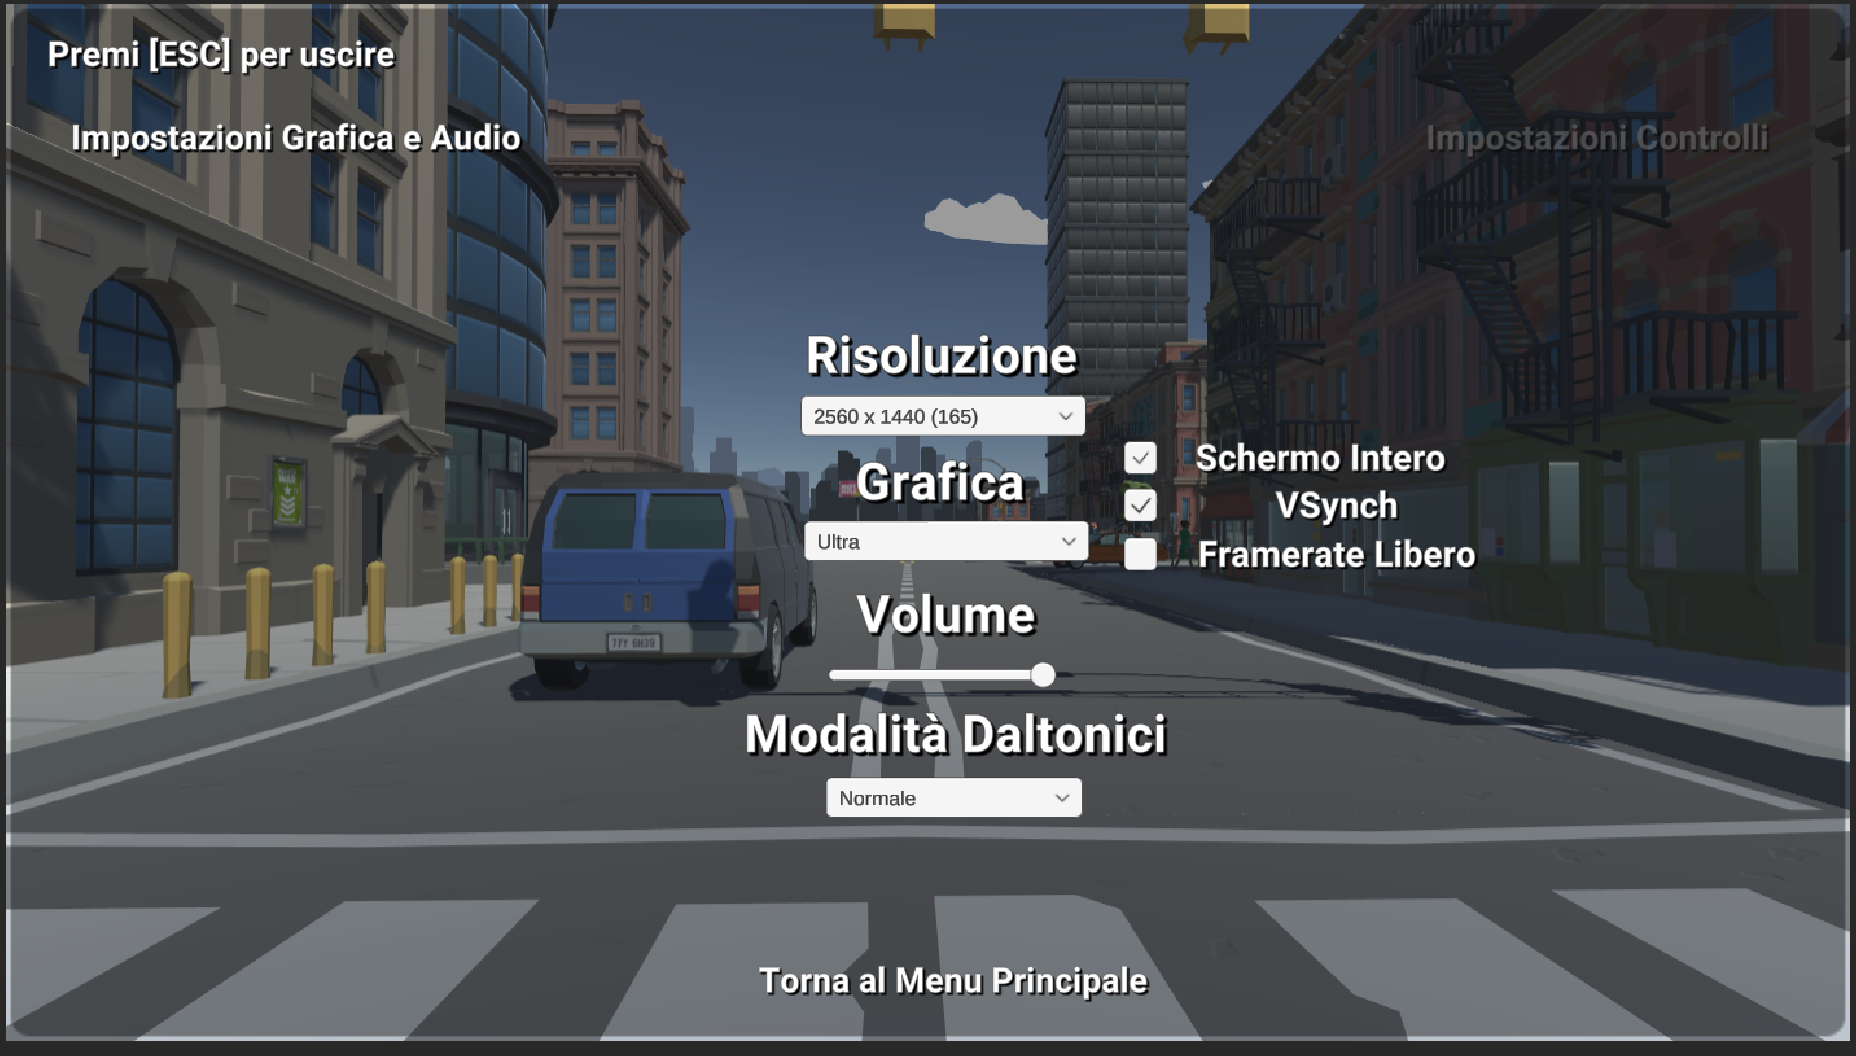 Premi [ESC] per uscire
Impostazioni Grafica e Audio
Impostazioni Controlli
Risoluzione
2560 x 1440 (165)
Grafica
Ultra
Schermo Intero
VSynch
Framerate Libero
Volume
Modalità Daltonici
Normale
Torna al Menu Principale